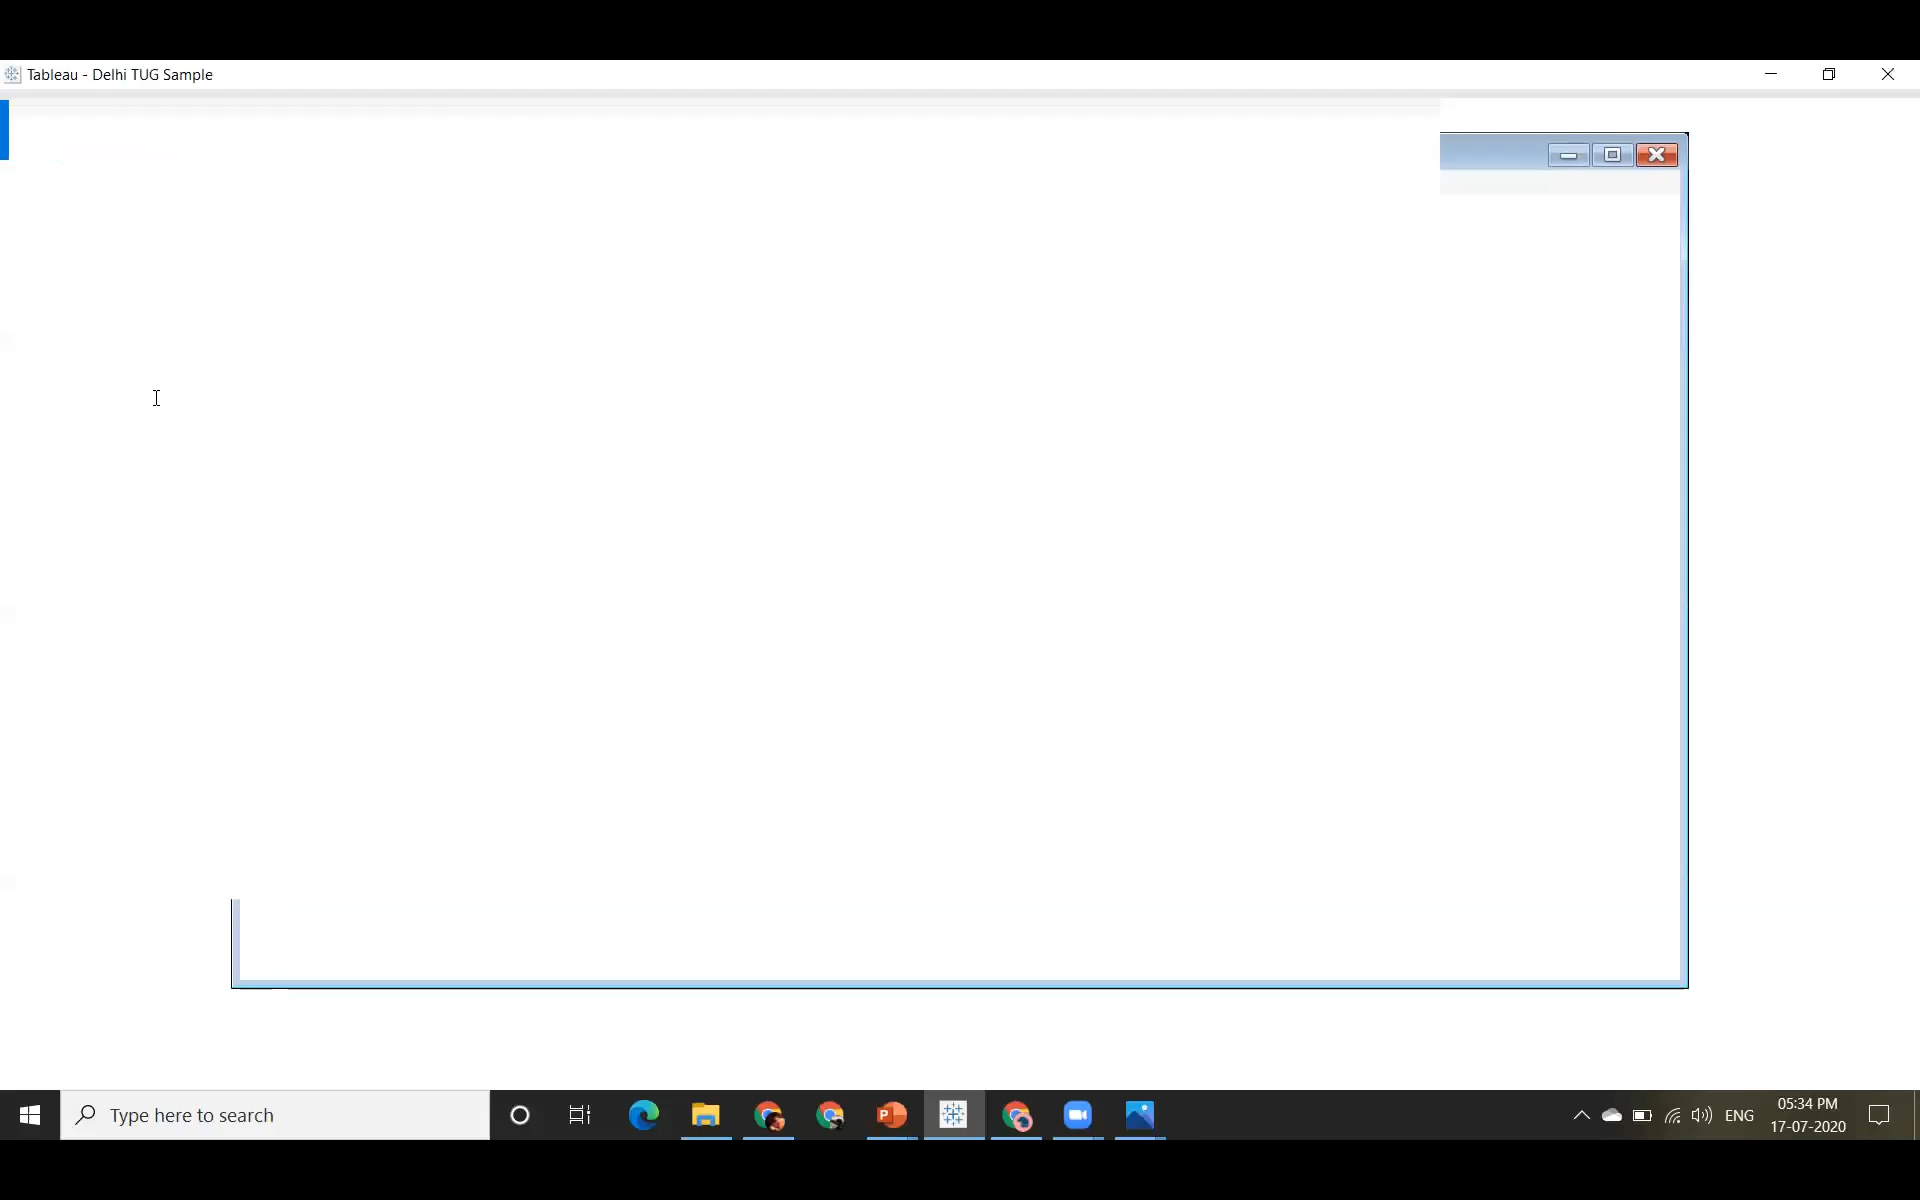 Tableau - Delhi TUG Sample
Type here to search
ENG
05:34 PM
17-07-2020